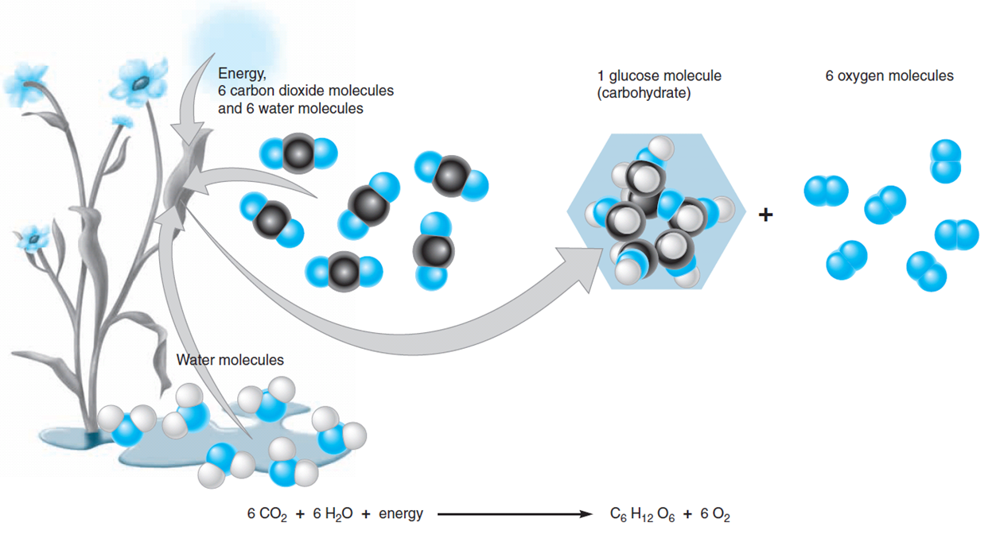 Energy,
6 carbon dioxide molecules
and 6 water molecules
1 glucose molecule
(carbohydrate)
6 oxygen molecules
+
Water molecules
6 CO₂ + 6 H₂O + energy ⟶ C₆ H₁₂ O₆ + 6 O₂